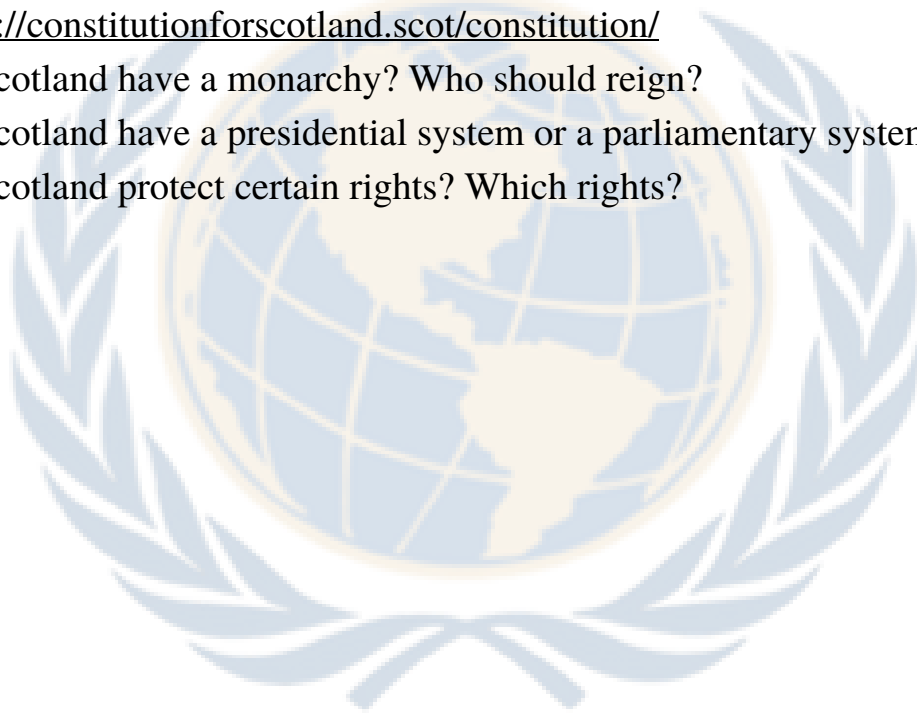 ://constitutionforscotland.scot/constitution/
cotland have a monarchy? Who should reign?
cotland have a presidential system or a parliamentary system
cotland protect certain rights? Which rights?